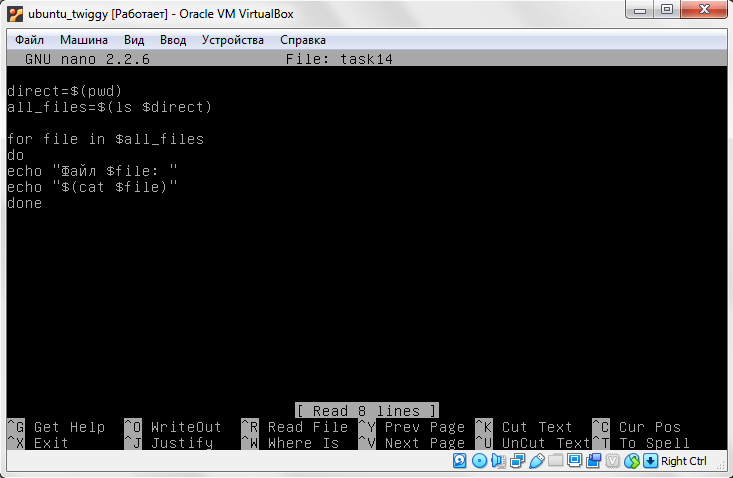 ubuntu_twiggy [Работает] - Oracle VM VirtualBox
Файл Машина Вид Ввод Устройства Справка
GNU nano 2.2.6 File: task14
direct=$(pwd)
all_files=$(ls $direct)
for file in $all_files
do
echo "Файл $file: "
echo "$(cat $file)"
done
[ Read 8 lines ]
^G Get Help ^O WriteOut ^R Read File ^Y Prev Page ^K Cut Text ^C Cur Pos
^X Exit ^J Justify ^W Where Is ^V Next Page ^U UnCut Text ^T To Spell
Right Ctrl